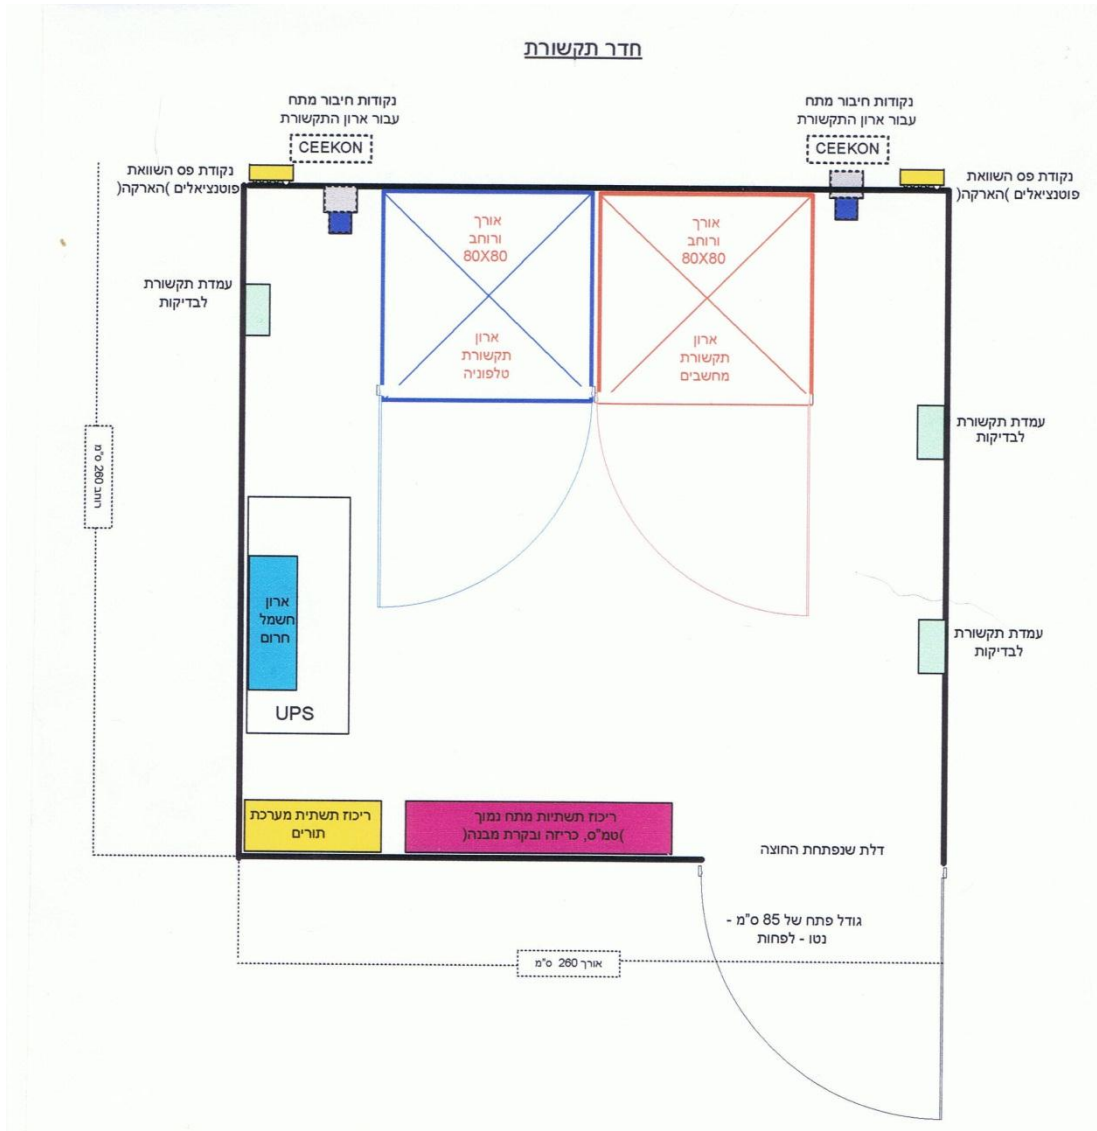 חדר תקשורת
נקודות חיבור מתח
עבור ארון התקשורת
CEEKON
נקודות חיבור מתח
עבור ארון התקשורת
CEEKON
נקודת פס השוואת
פוטנציאלים )הארקה(
נקודת פס השוואת
פוטנציאלים )הארקה(
אורך
ורוחב
80X80
ארון
תקשורת
מחשבים
אורך
ורוחב
80X80
ארון
תקשורת
טלפוניה
עמדת תקשורת
לבדיקות
עמדת תקשורת
לבדיקות
עמדת תקשורת
לבדיקות
רוחב 260 ס"מ
ארון
חשמל
חרום
UPS
ריכוז תשתיות מתח נמוך
)טמ"ס, כריזה ובקרת מבנה(
ריכוז תשתית מערכת
תורים
דלת שנפתחת החוצה
גודל פתח של 85 ס"מ -
נטו - לפחות
אורך 260 ס"מ